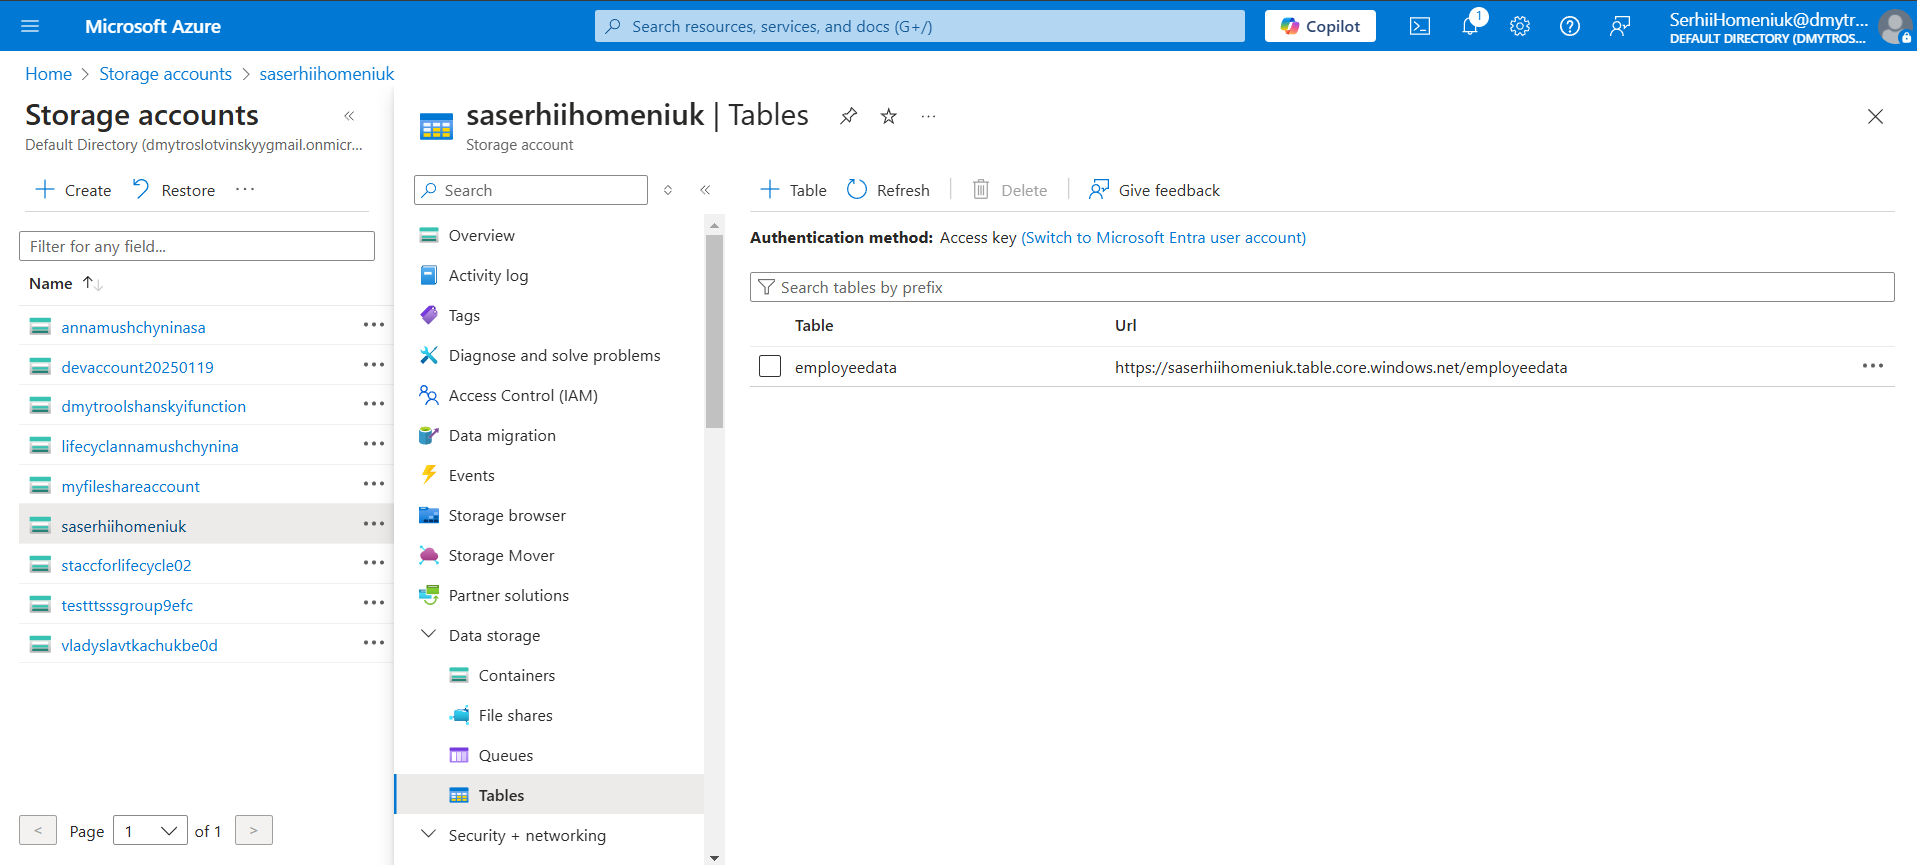 Microsoft Azure
Search resources, services, and docs (G+/)
Copilot
1
SerhiiHomeniuk@dmytr...
DEFAULT DIRECTORY (DMYTROS...
Home > Storage accounts > saserhiihomeniuk
Storage accounts
Default Directory (dmytroslotvinskyygmail.onmicr...
Create
Restore
Filter for any field...
Name
annamushchyninasa
devaccount20250119
dmytroolshanskyifunction
lifecyclannamushchynina
myfileshareaccount
saserhiihomeniuk
staccforlifecycle02
testttsssgroup9efc
vladyslavtkachukbe0d
< Page 1 of 1 >
saserhiihomeniuk | Tables
Storage account
Search
Overview
Activity log
Tags
Diagnose and solve problems
Access Control (IAM)
Data migration
Events
Storage browser
Storage Mover
Partner solutions
Data storage
Containers
File shares
Queues
Tables
Security + networking
Table
Refresh
Delete
Give feedback
Authentication method: Access key (Switch to Microsoft Entra user account)
Search tables by prefix
Table Url
employeedata https://saserhiihomeniuk.table.core.windows.net/employeedata